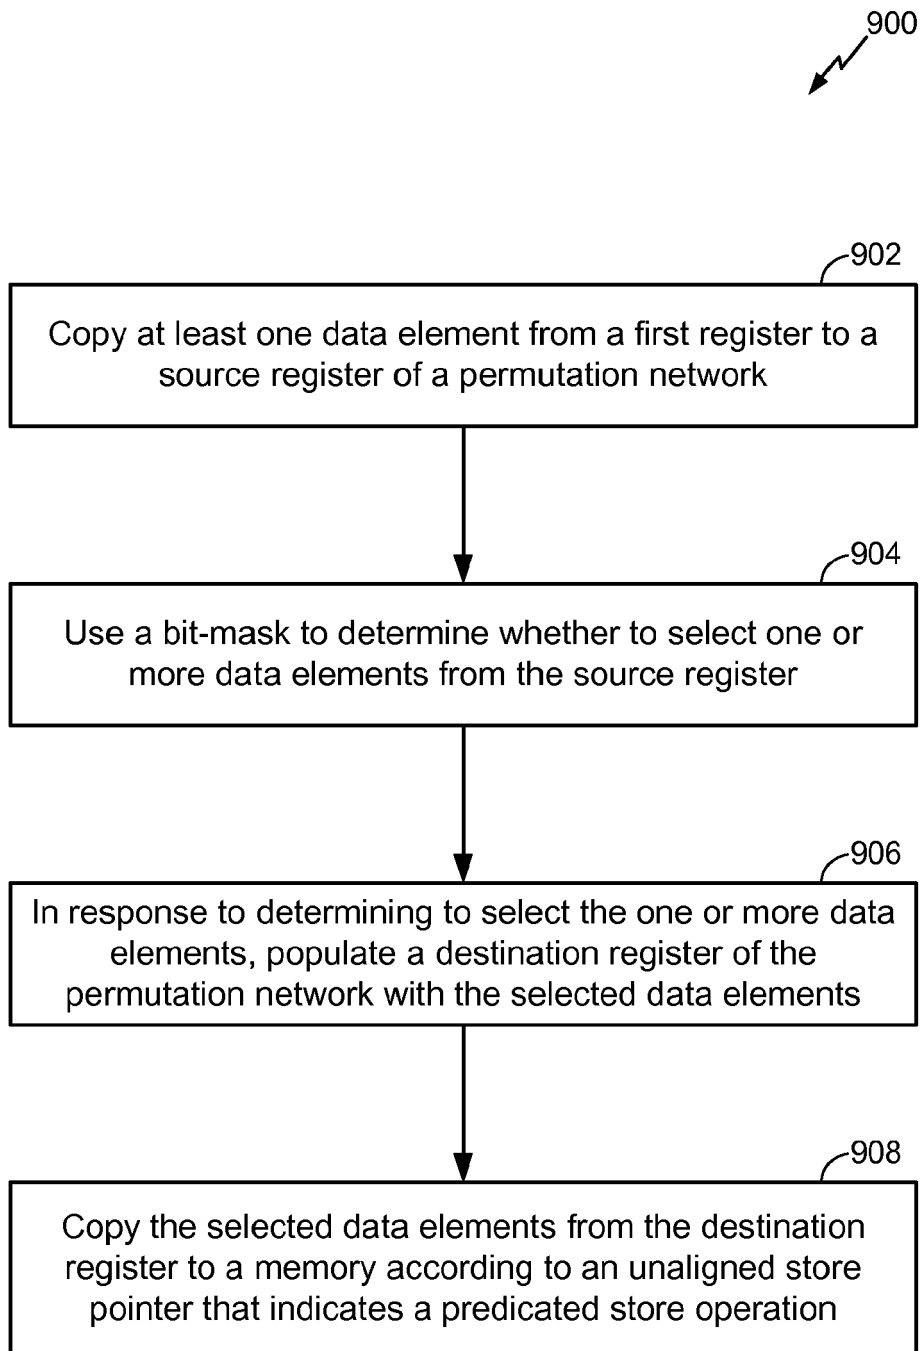 900
902
Copy at least one data element from a first register to a
source register of a permutation network
904
Use a bit-mask to determine whether to select one or
more data elements from the source register
906
In response to determining to select the one or more data
elements, populate a destination register of the
permutation network with the selected data elements
908
Copy the selected data elements from the destination
register to a memory according to an unaligned store
pointer that indicates a predicated store operation